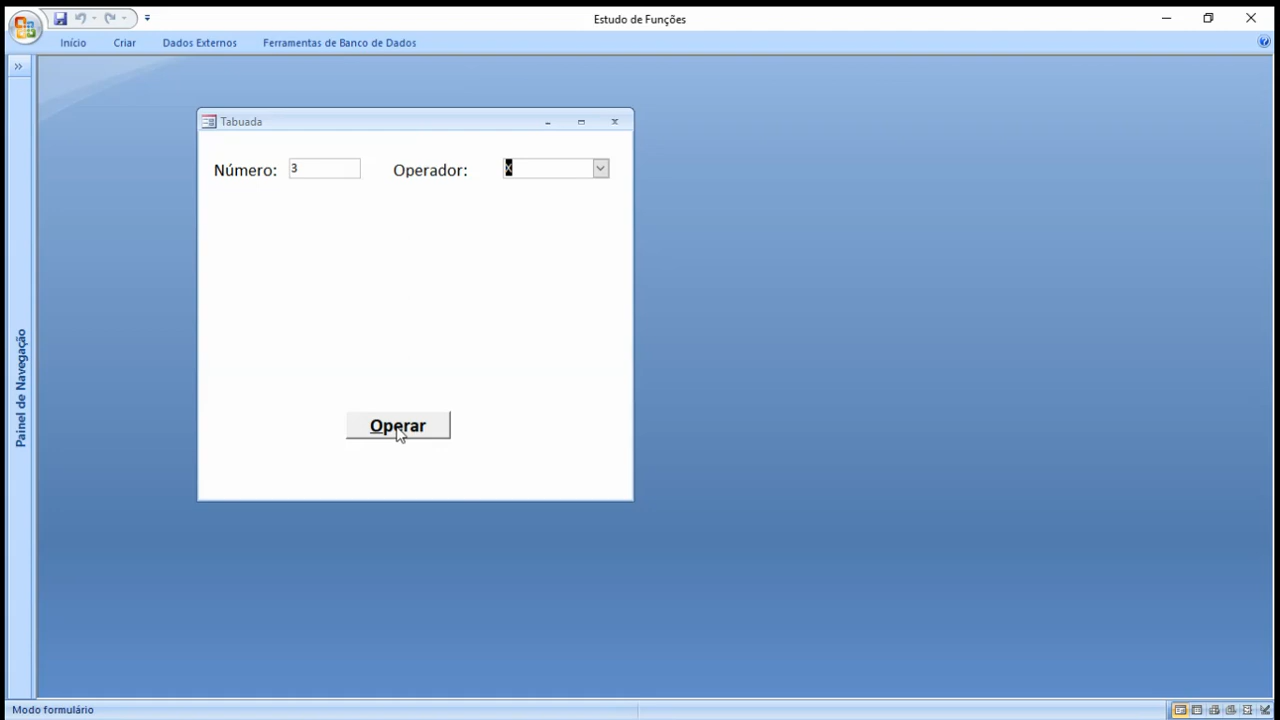 Estudo de Funções
Início Criar Dados Externos Ferramentas de Banco de Dados
»
Tabuada
Número: 3 Operador: X
Painel de Navegação
Operar
Modo formulário